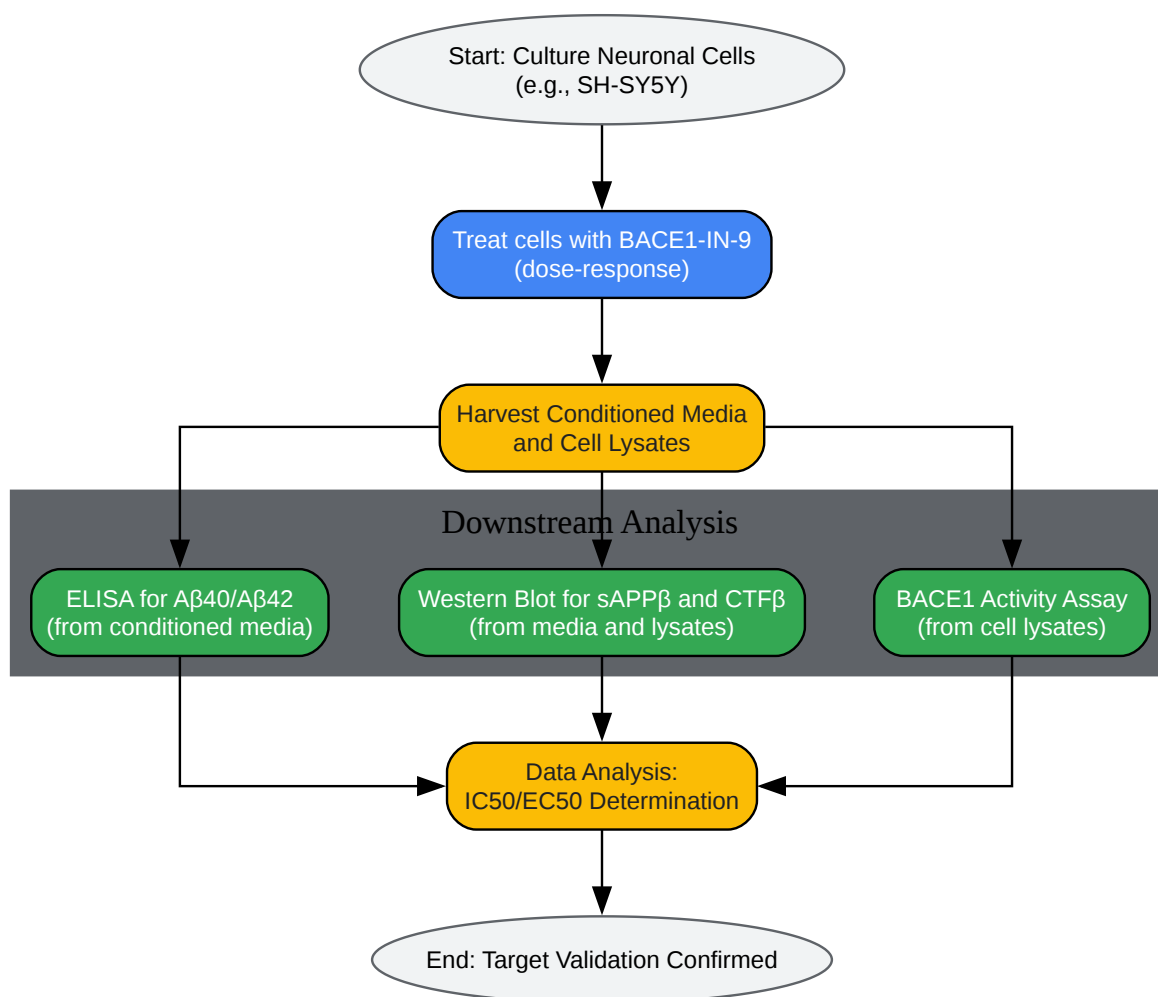 Start: Culture Neuronal Cells
(e.g., SH-SY5Y)
Treat cells with BACE1-IN-9
(dose-response)
Harvest Conditioned Media
and Cell Lysates
Downstream Analysis
ELISA for Aβ40/Aβ42
(from conditioned media)
Western Blot for sAPPβ and CTFβ
(from media and lysates)
BACE1 Activity Assay
(from cell lysates)
Data Analysis:
IC50/EC50 Determination
End: Target Validation Confirmed